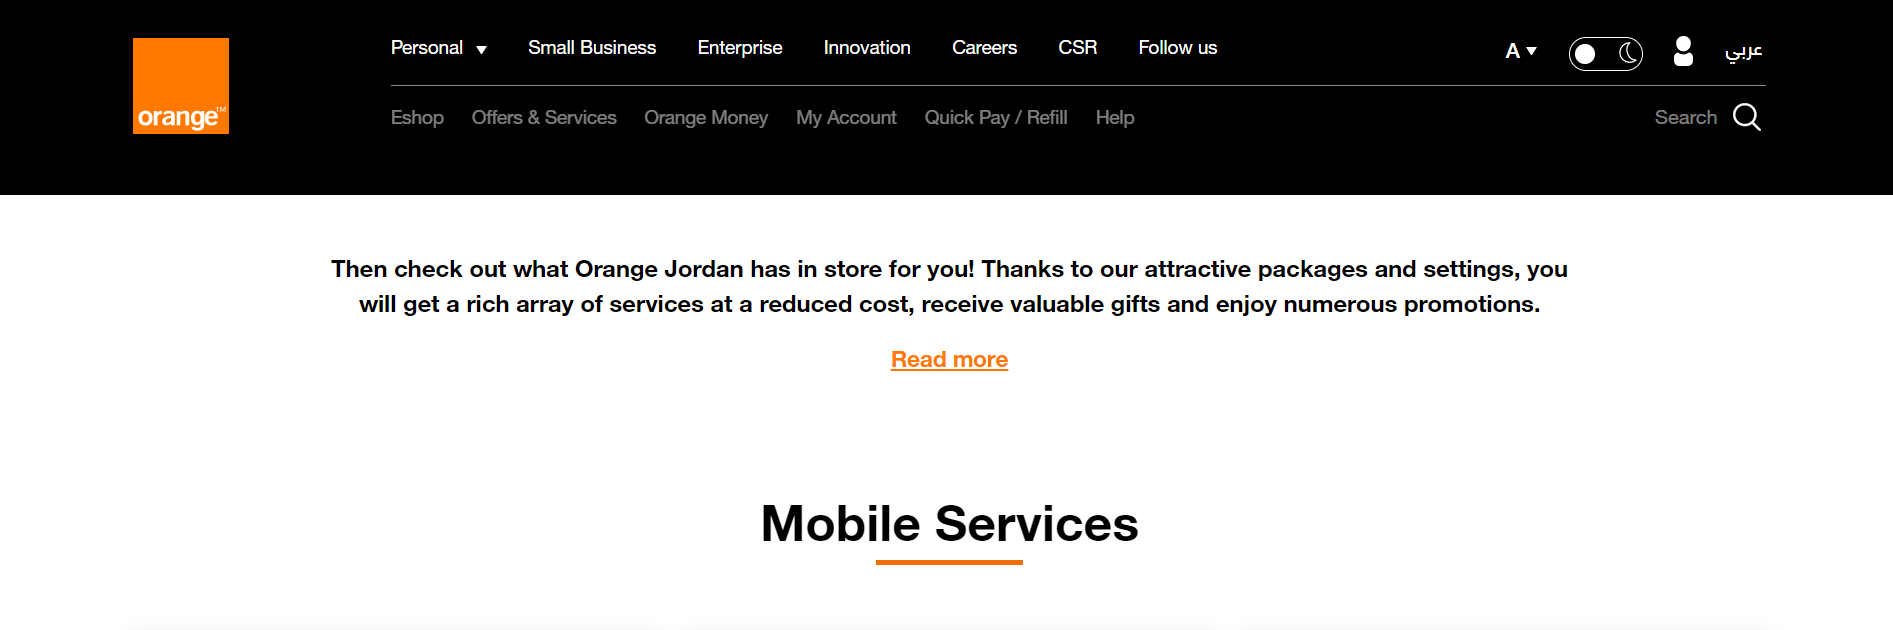 Personal Small Business Enterprise Innovation Careers CSR Follow us A عربي
orange™
Eshop Offers & Services Orange Money My Account Quick Pay / Refill Help Search
Then check out what Orange Jordan has in store for you! Thanks to our attractive packages and settings, you
will get a rich array of services at a reduced cost, receive valuable gifts and enjoy numerous promotions.
Read more
Mobile Services